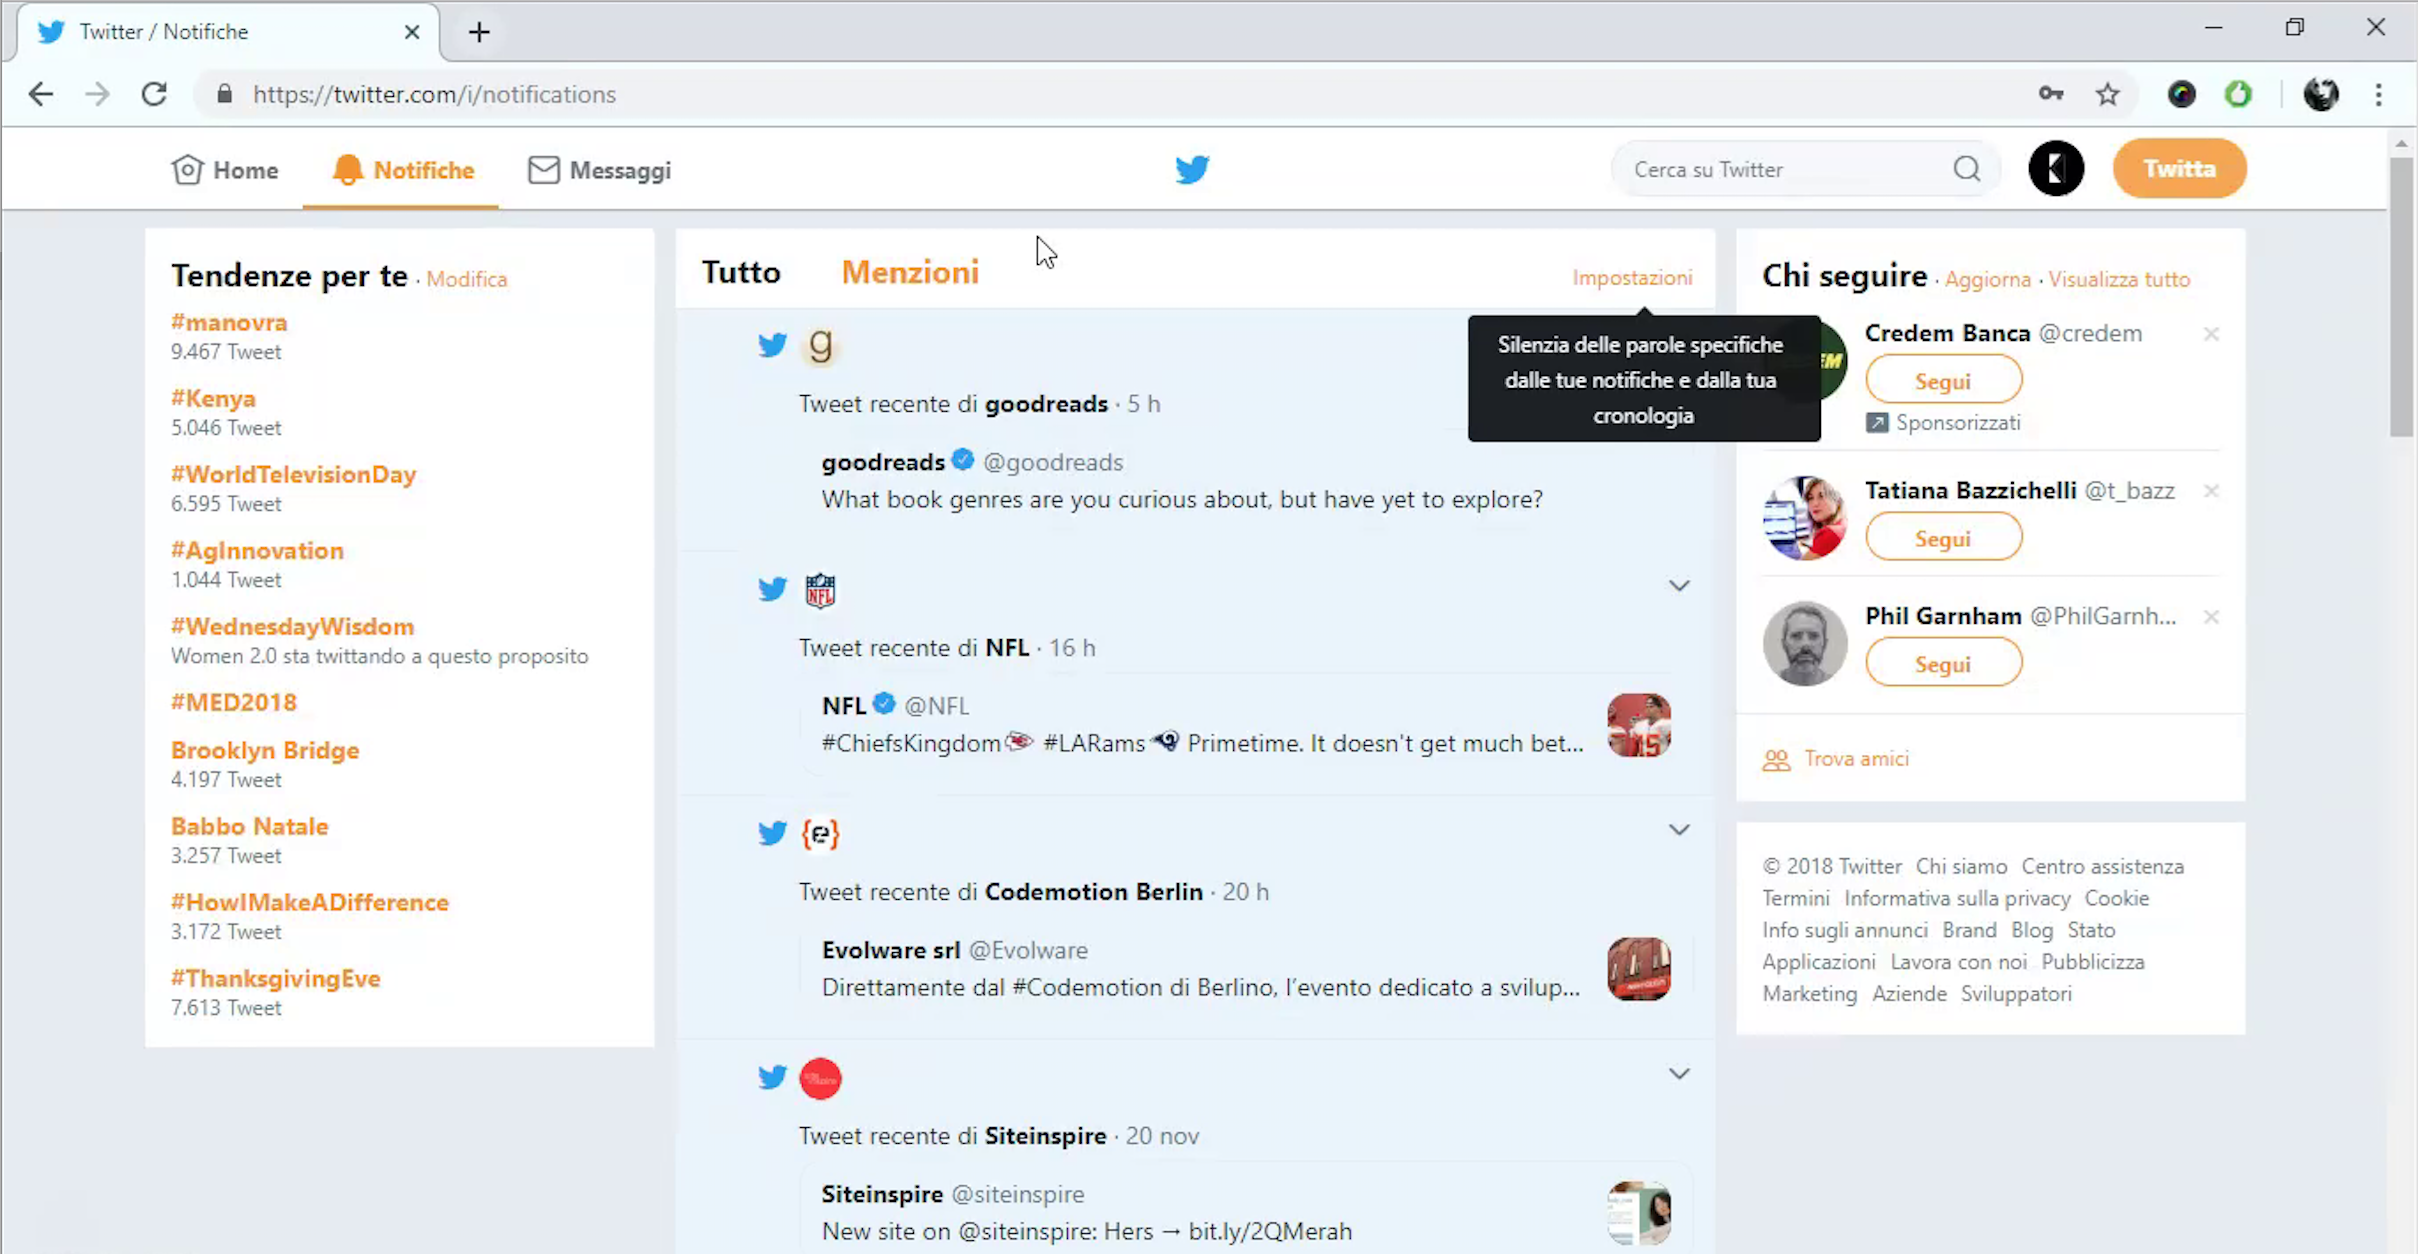 Twitter / Notifiche
https://twitter.com/i/notifications
Home
Notifiche
Messaggi
Cerca su Twitter
Twitta
Tendenze per te · Modifica
#manovra
9.467 Tweet
#Kenya
5.046 Tweet
#WorldTelevisionDay
6.595 Tweet
#AgInnovation
1.044 Tweet
#WednesdayWisdom
Women 2.0 sta twittando a questo proposito
#MED2018
Brooklyn Bridge
4.197 Tweet
Babbo Natale
3.257 Tweet
#HowIMakeADifference
3.172 Tweet
#ThanksgivingEve
7.613 Tweet
Tutto
Menzioni
Impostazioni
Silenzia delle parole specifiche
dalle tue notifiche e dalla tua
cronologia
g
Tweet recente di goodreads · 5 h
goodreads @goodreads
What book genres are you curious about, but have yet to explore?
NFL
Tweet recente di NFL · 16 h
NFL @NFL
#ChiefsKingdom #LARams Primetime. It doesn't get much bet...
15
{e}
Tweet recente di Codemotion Berlin · 20 h
Evolware srl @Evolware
Direttamente dal #Codemotion di Berlino, l’evento dedicato a svilup...
Tweet recente di Siteinspire · 20 nov
Siteinspire @siteinspire
New site on @siteinspire: Hers → bit.ly/2QMerah
Chi seguire · Aggiorna · Visualizza tutto
EM
Credem Banca @credem
Segui
Sponsorizzati
Tatiana Bazzichelli @t_bazz
Segui
Phil Garnham @PhilGarnh...
Segui
Trova amici
© 2018 Twitter Chi siamo Centro assistenza
Termini Informativa sulla privacy Cookie
Info sugli annunci Brand Blog Stato
Applicazioni Lavora con noi Pubblicizza
Marketing Aziende Sviluppatori